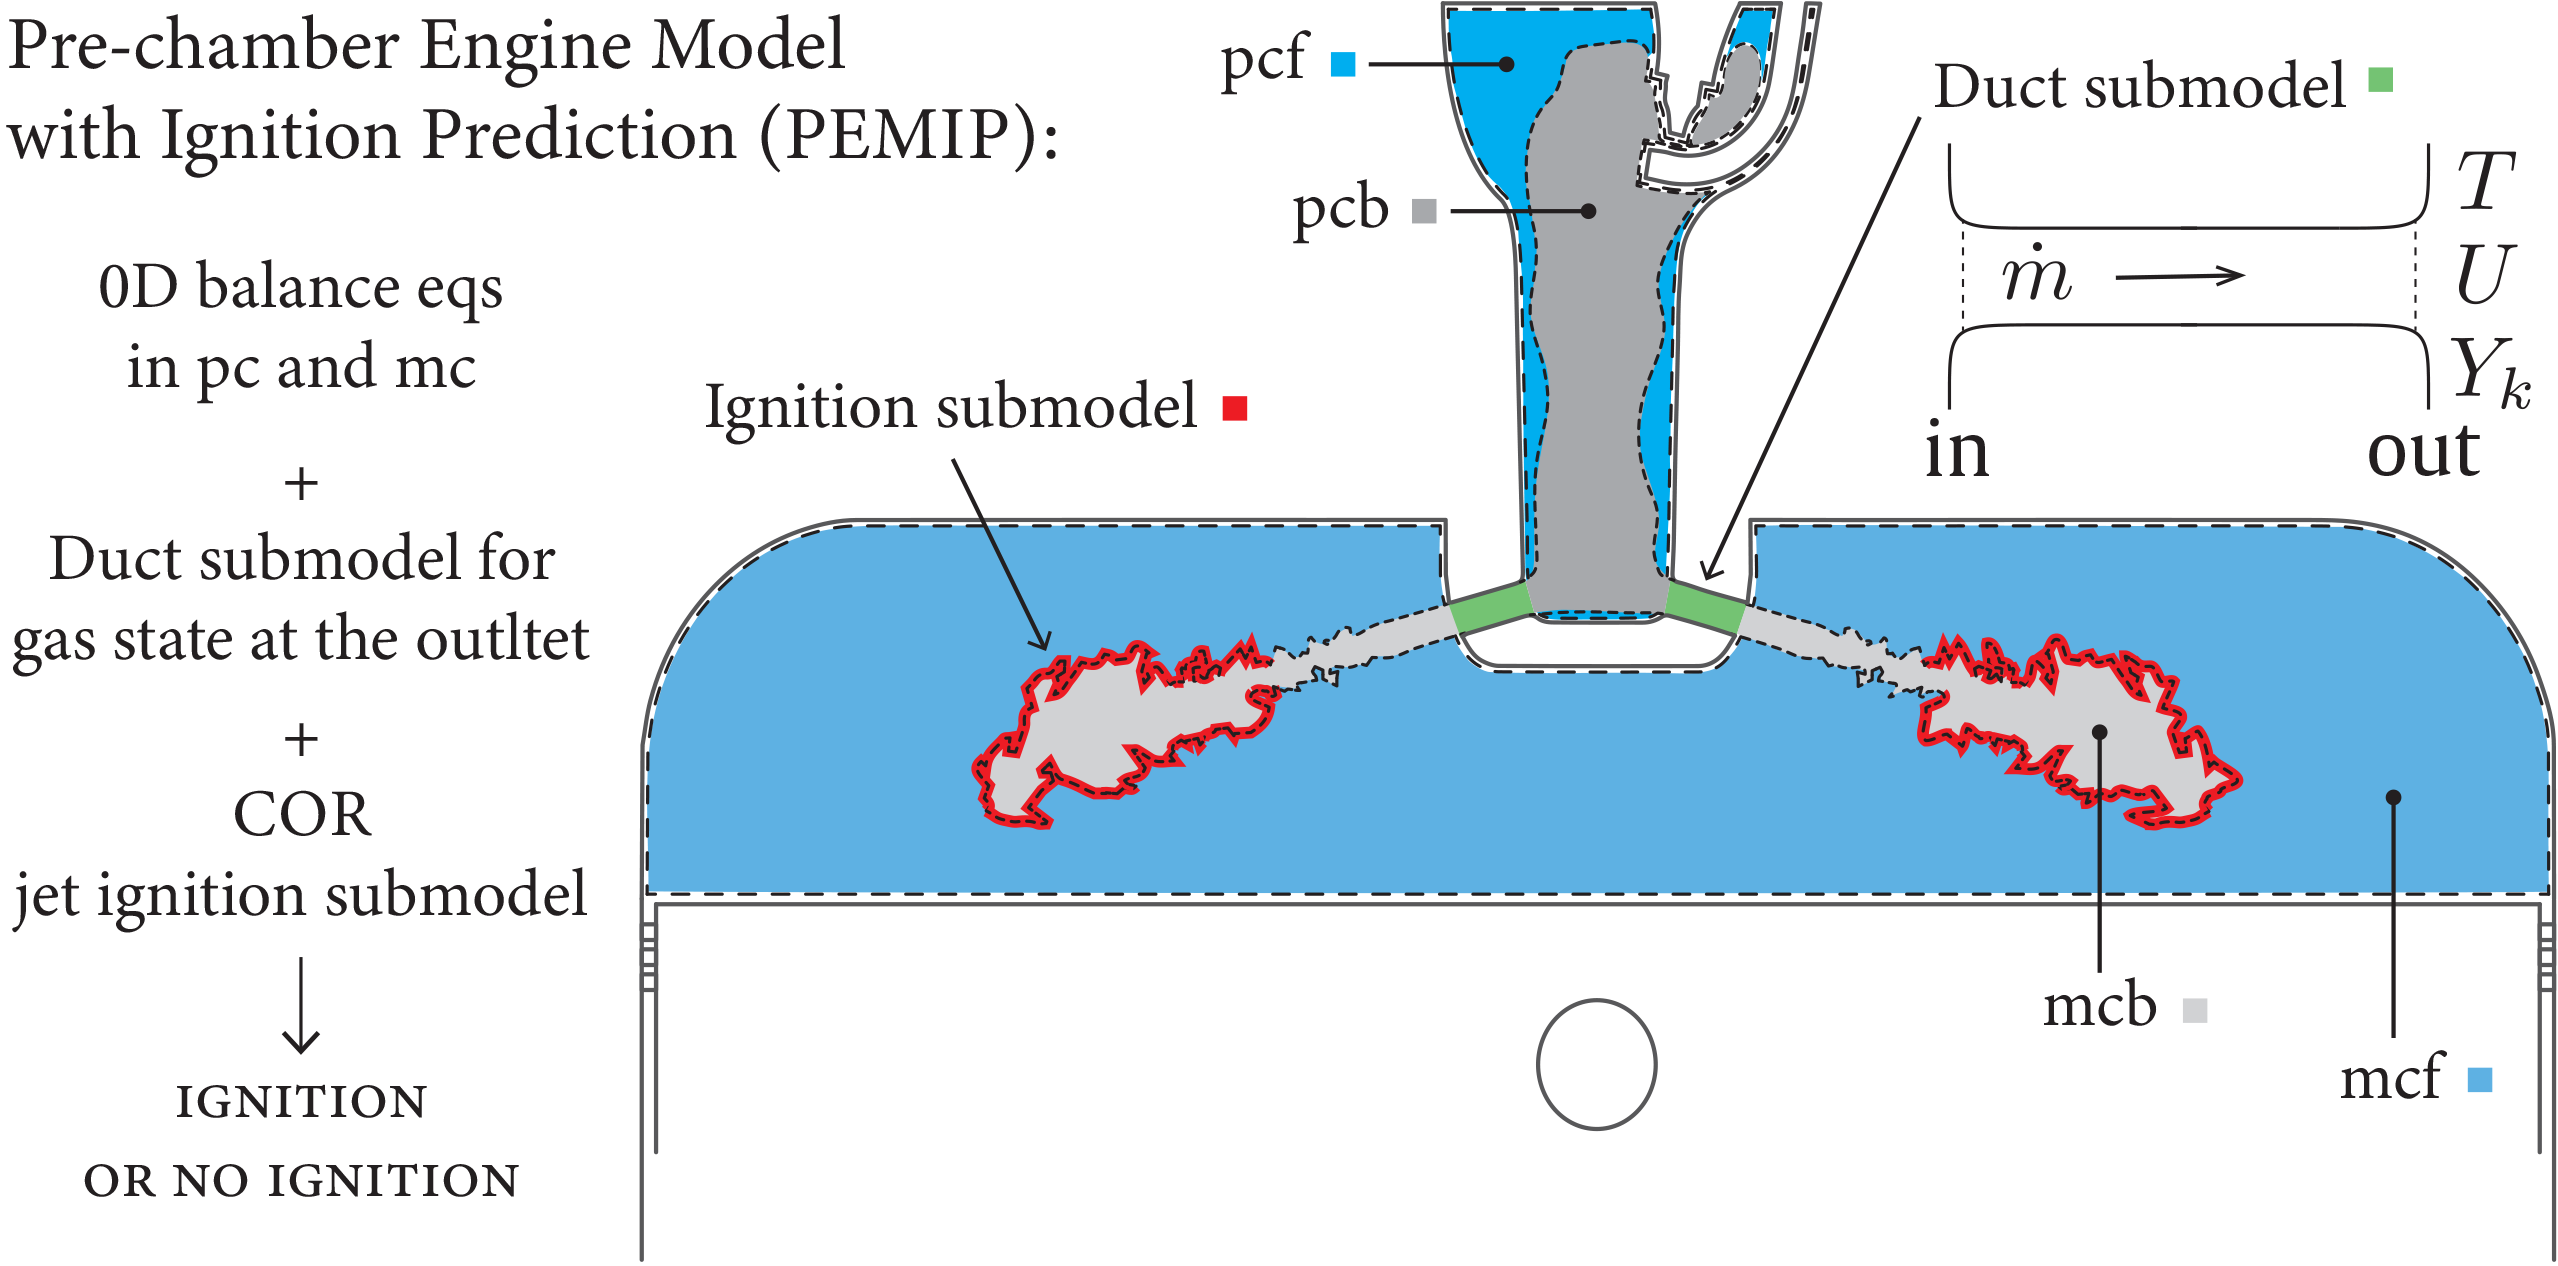 Pre-chamber Engine Model
with Ignition Prediction (PEMIP):
0D balance eqs
in pc and mc
+
Duct submodel for
gas state at the outltet
+
COR
jet ignition submodel
IGNITION
OR NO IGNITION
pcf
pcb
Ignition submodel
Duct submodel
ṁ
T
U
Yₖ
in
out
mcb
mcf